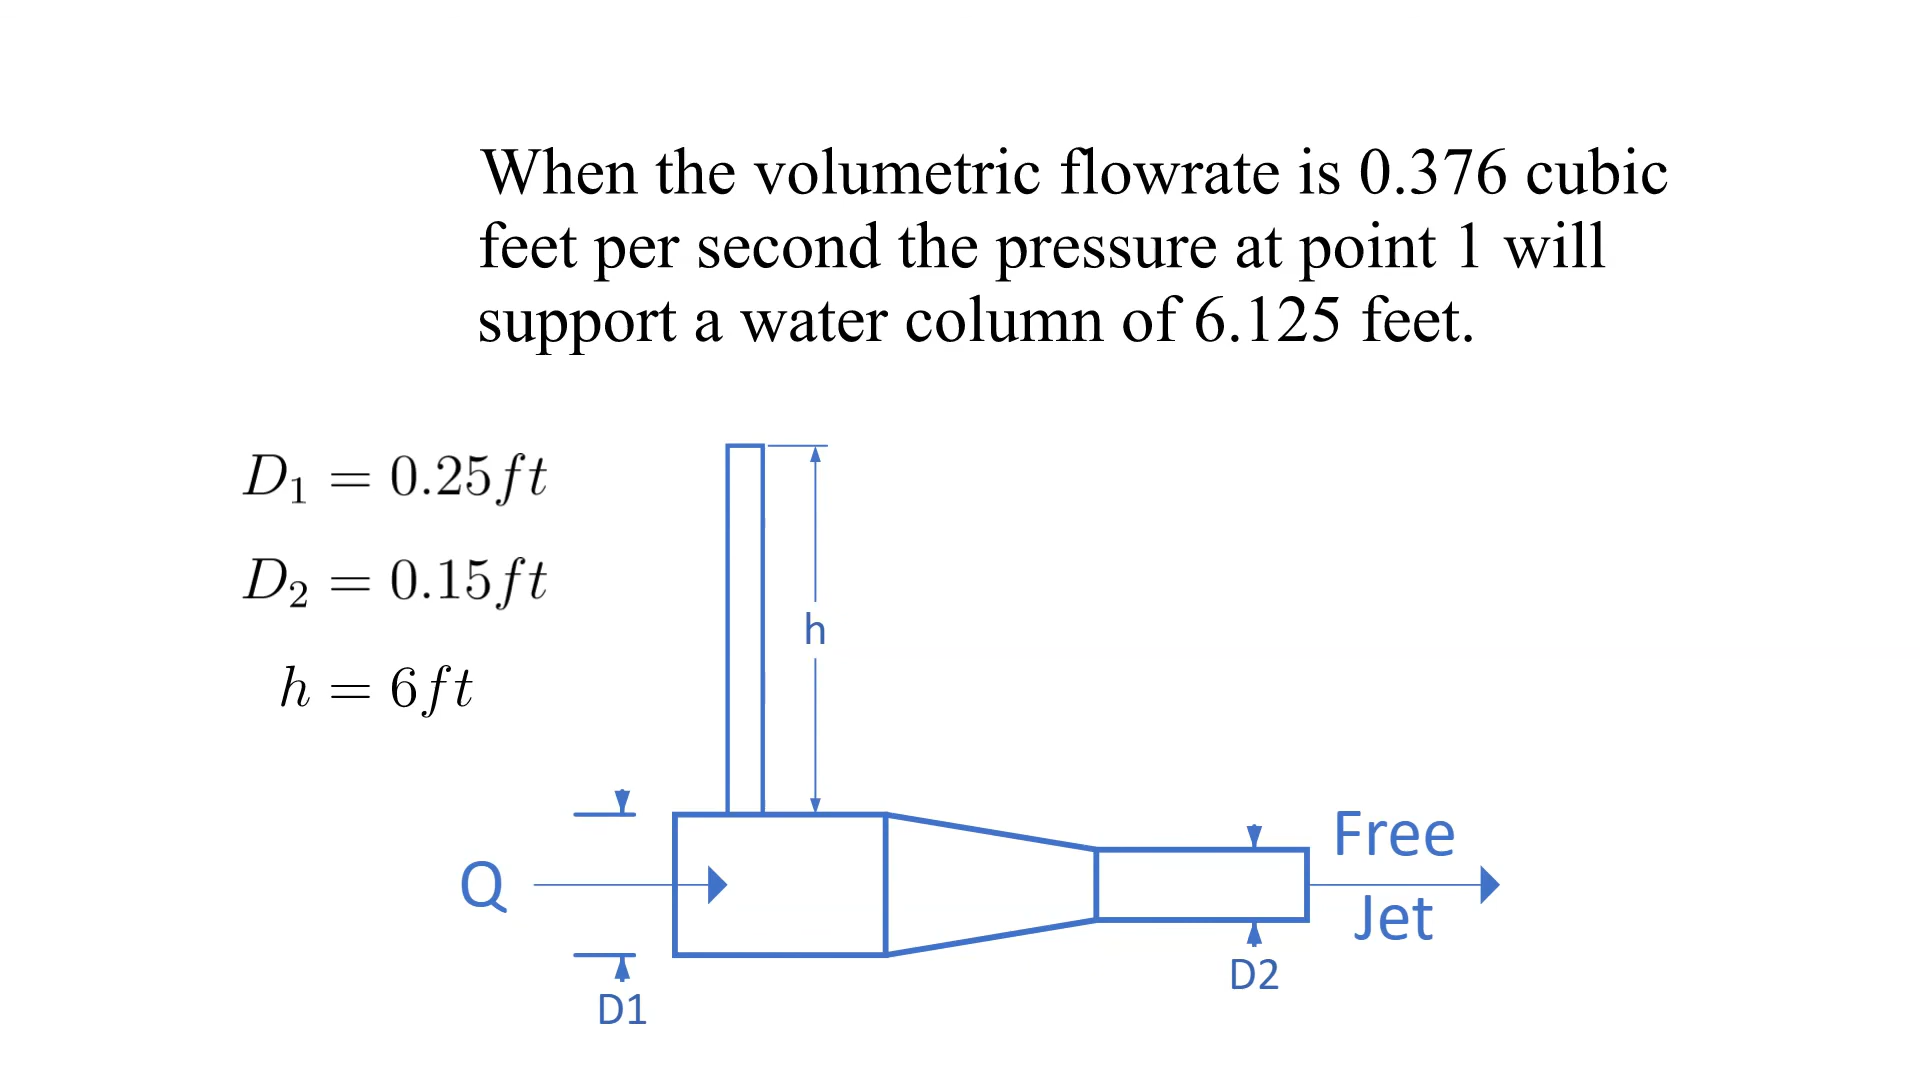 When the volumetric flowrate is 0.376 cubic
feet per second the pressure at point 1 will
support a water column of 6.125 feet.
D₁ = 0.25ft
D₂ = 0.15ft
h = 6ft
h
Q
Free
Jet
D2
D1